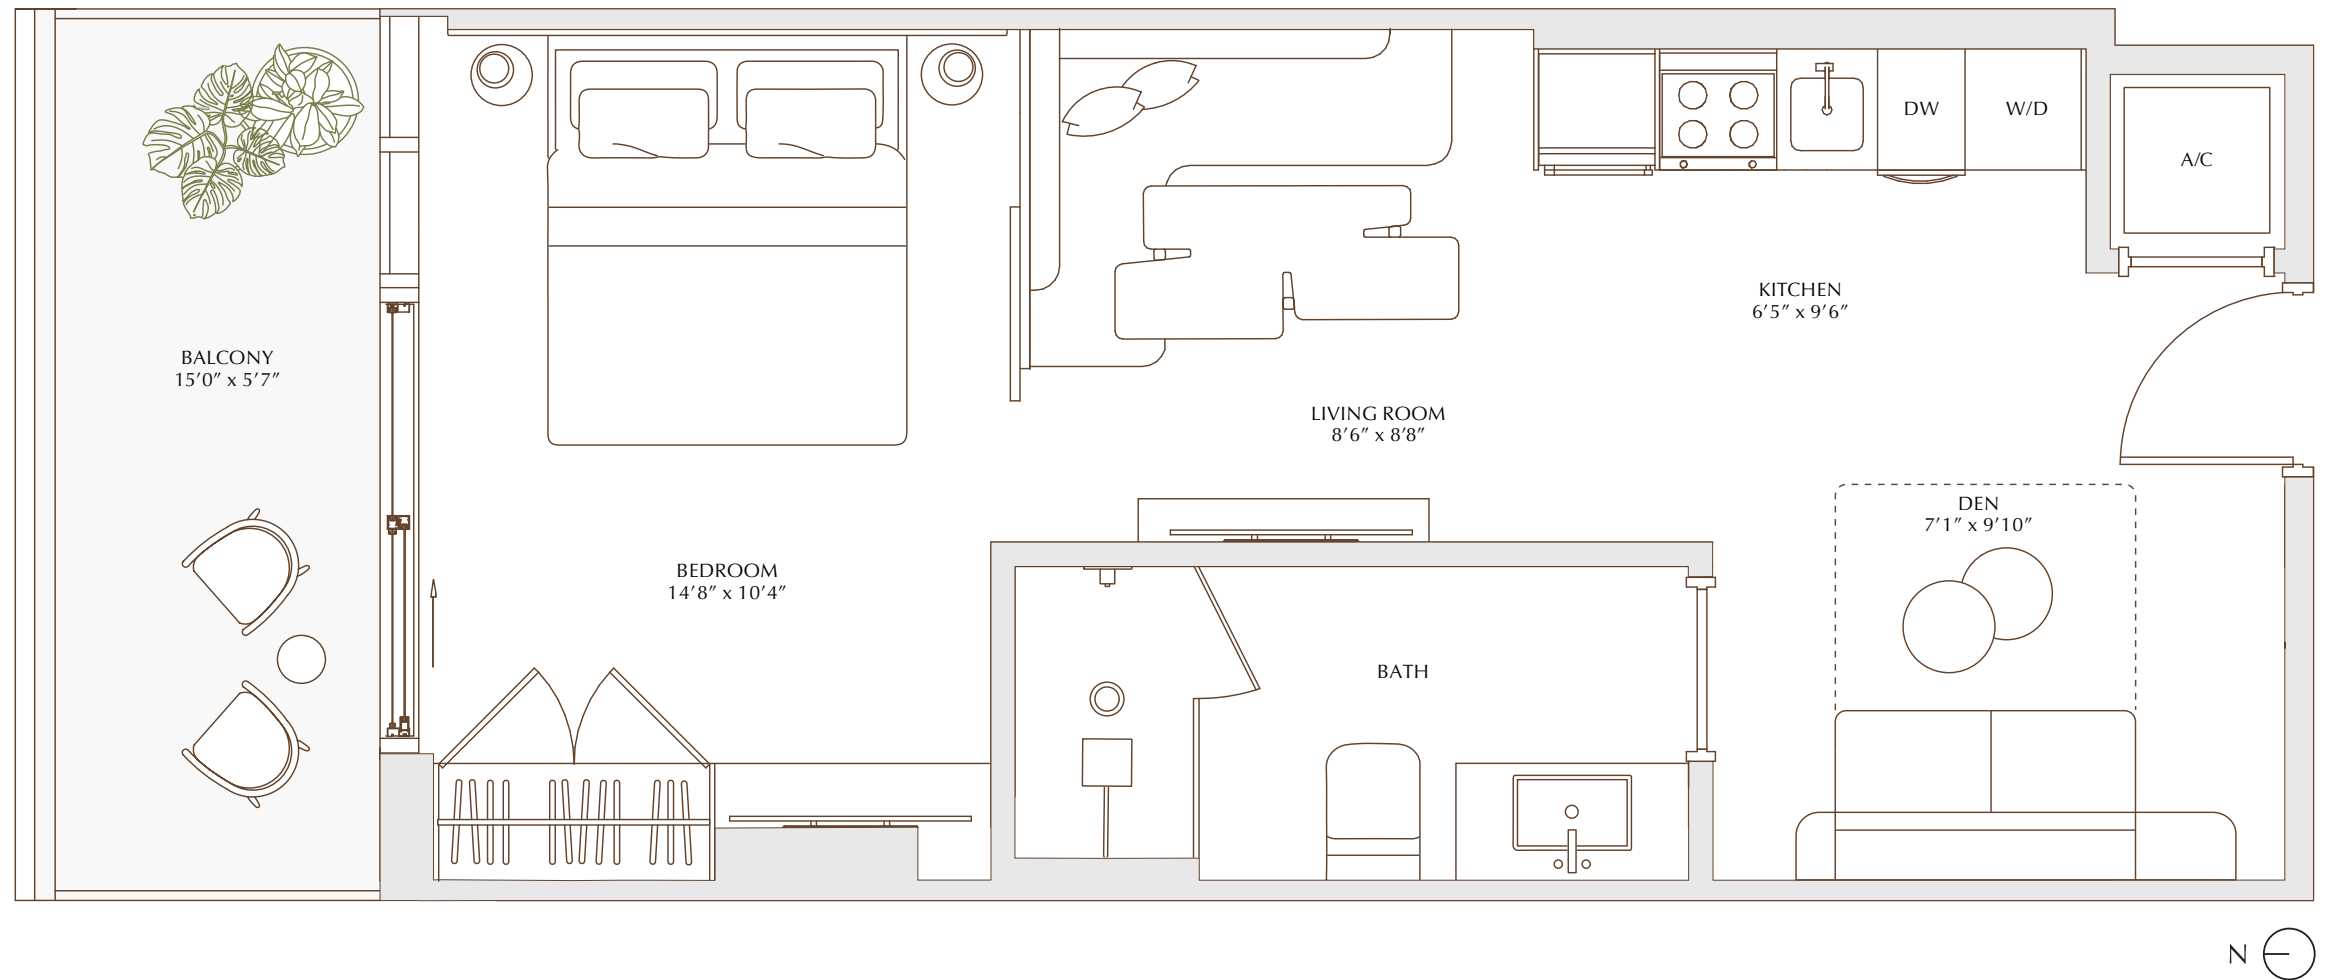 DW
W/D
A/C
KITCHEN
6’5” x 9’6”
BALCONY
15’0” x 5’7”
LIVING ROOM
8’6” x 8’8”
DEN
7’1” x 9’10”
BEDROOM
14’8” x 10’4”
BATH
N